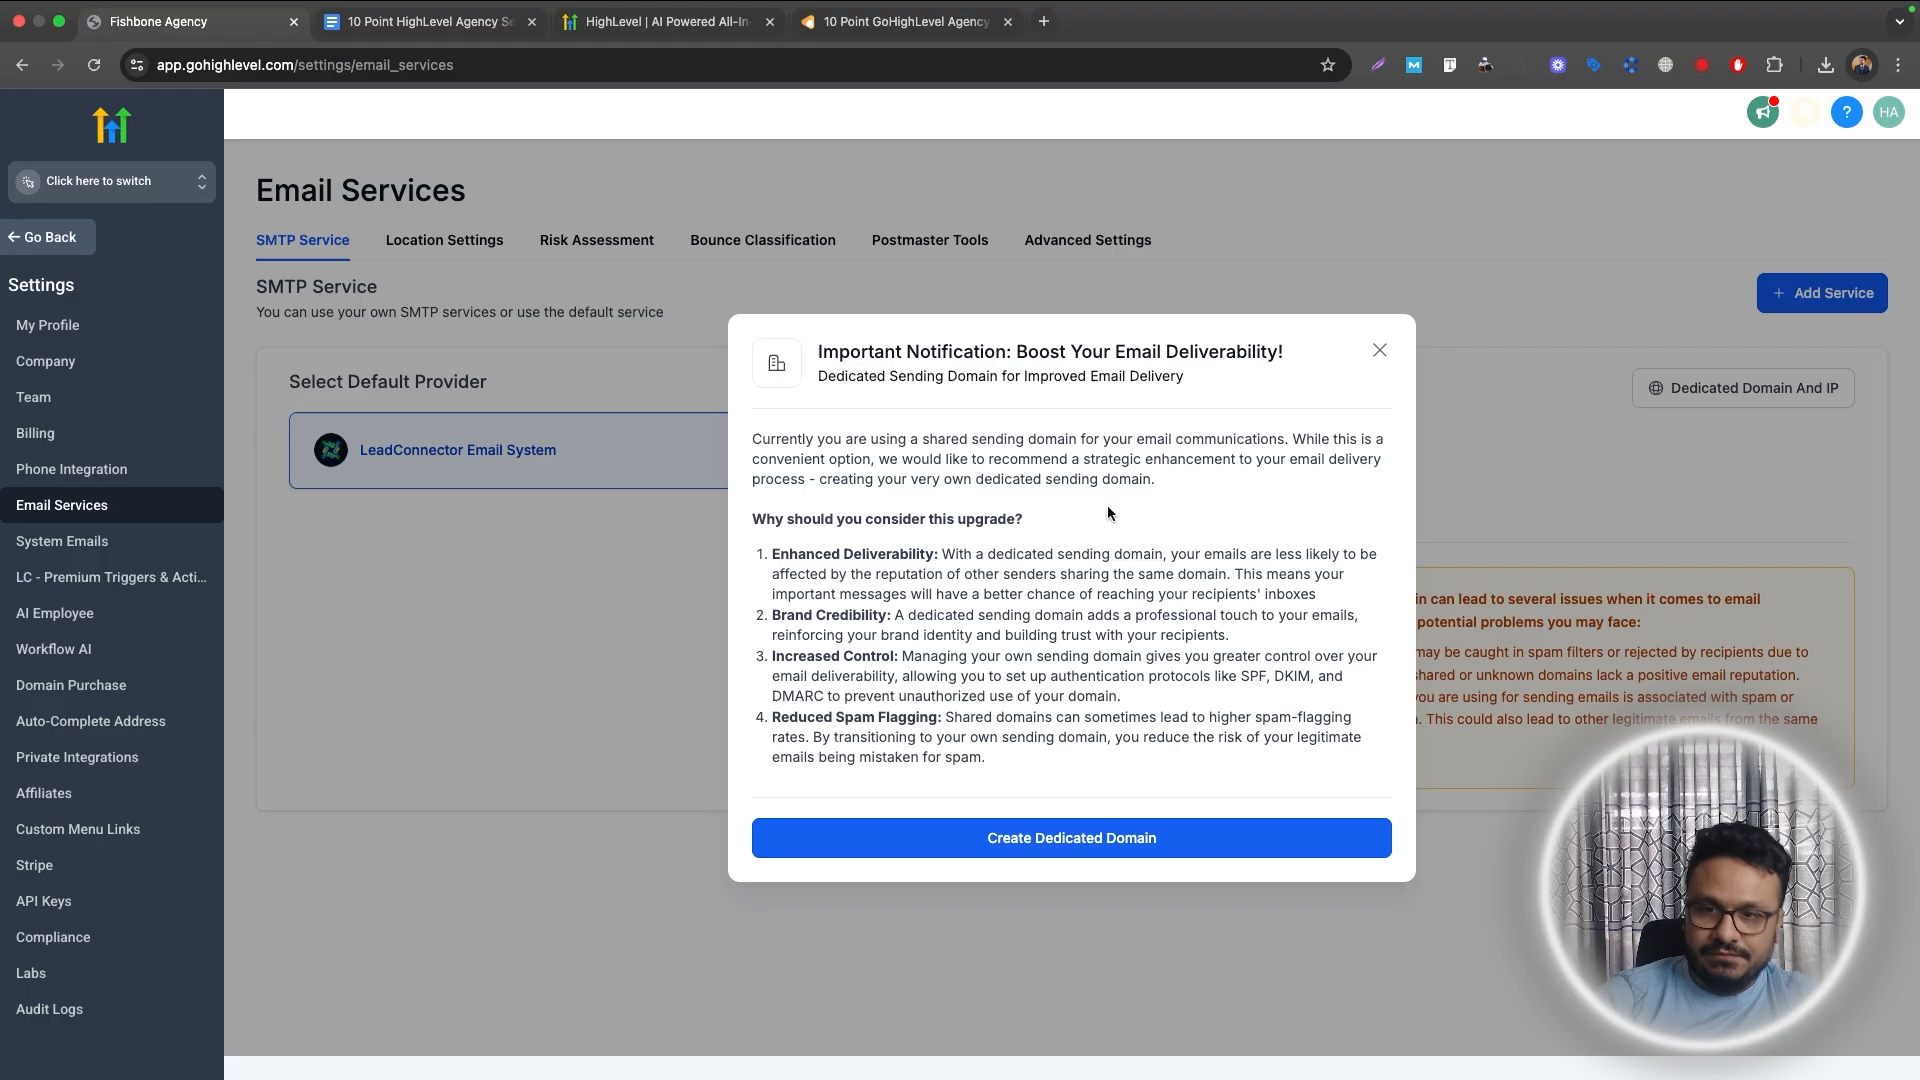 Fishbone Agency
10 Point HighLevel Agency Se
HighLevel | AI Powered All-In-
10 Point GoHighLevel Agency
app.gohighlevel.com/settings/email_services
HA
Click here to switch
Go Back
Settings
My Profile
Company
Team
Billing
Phone Integration
Email Services
System Emails
LC - Premium Triggers & Acti...
AI Employee
Workflow AI
Domain Purchase
Auto-Complete Address
Private Integrations
Affiliates
Custom Menu Links
Stripe
API Keys
Compliance
Labs
Audit Logs
Email Services
SMTP Service Location Settings Risk Assessment Bounce Classification Postmaster Tools Advanced Settings
SMTP Service
You can use your own SMTP services or use the default service
+ Add Service
Select Default Provider
LeadConnector Email System
Dedicated Domain And IP
Important Notification: Boost Your Email Deliverability!
Dedicated Sending Domain for Improved Email Delivery
Currently you are using a shared sending domain for your email communications. While this is a
convenient option, we would like to recommend a strategic enhancement to your email delivery
process - creating your very own dedicated sending domain.
Why should you consider this upgrade?
1. Enhanced Deliverability: With a dedicated sending domain, your emails are less likely to be
affected by the reputation of other senders sharing the same domain. This means your
important messages will have a better chance of reaching your recipients' inboxes
2. Brand Credibility: A dedicated sending domain adds a professional touch to your emails,
reinforcing your brand identity and building trust with your recipients.
3. Increased Control: Managing your own sending domain gives you greater control over your
email deliverability, allowing you to set up authentication protocols like SPF, DKIM, and
DMARC to prevent unauthorized use of your domain.
4. Reduced Spam Flagging: Shared domains can sometimes lead to higher spam-flagging
rates. By transitioning to your own sending domain, you reduce the risk of your legitimate
emails being mistaken for spam.
Create Dedicated Domain
in can lead to several issues when it comes to email
potential problems you may face:
may be caught in spam filters or rejected by recipients due to
shared or unknown domains lack a positive email reputation.
you are using for sending emails is associated with spam or
. This could also lead to other legitimate emails from the same